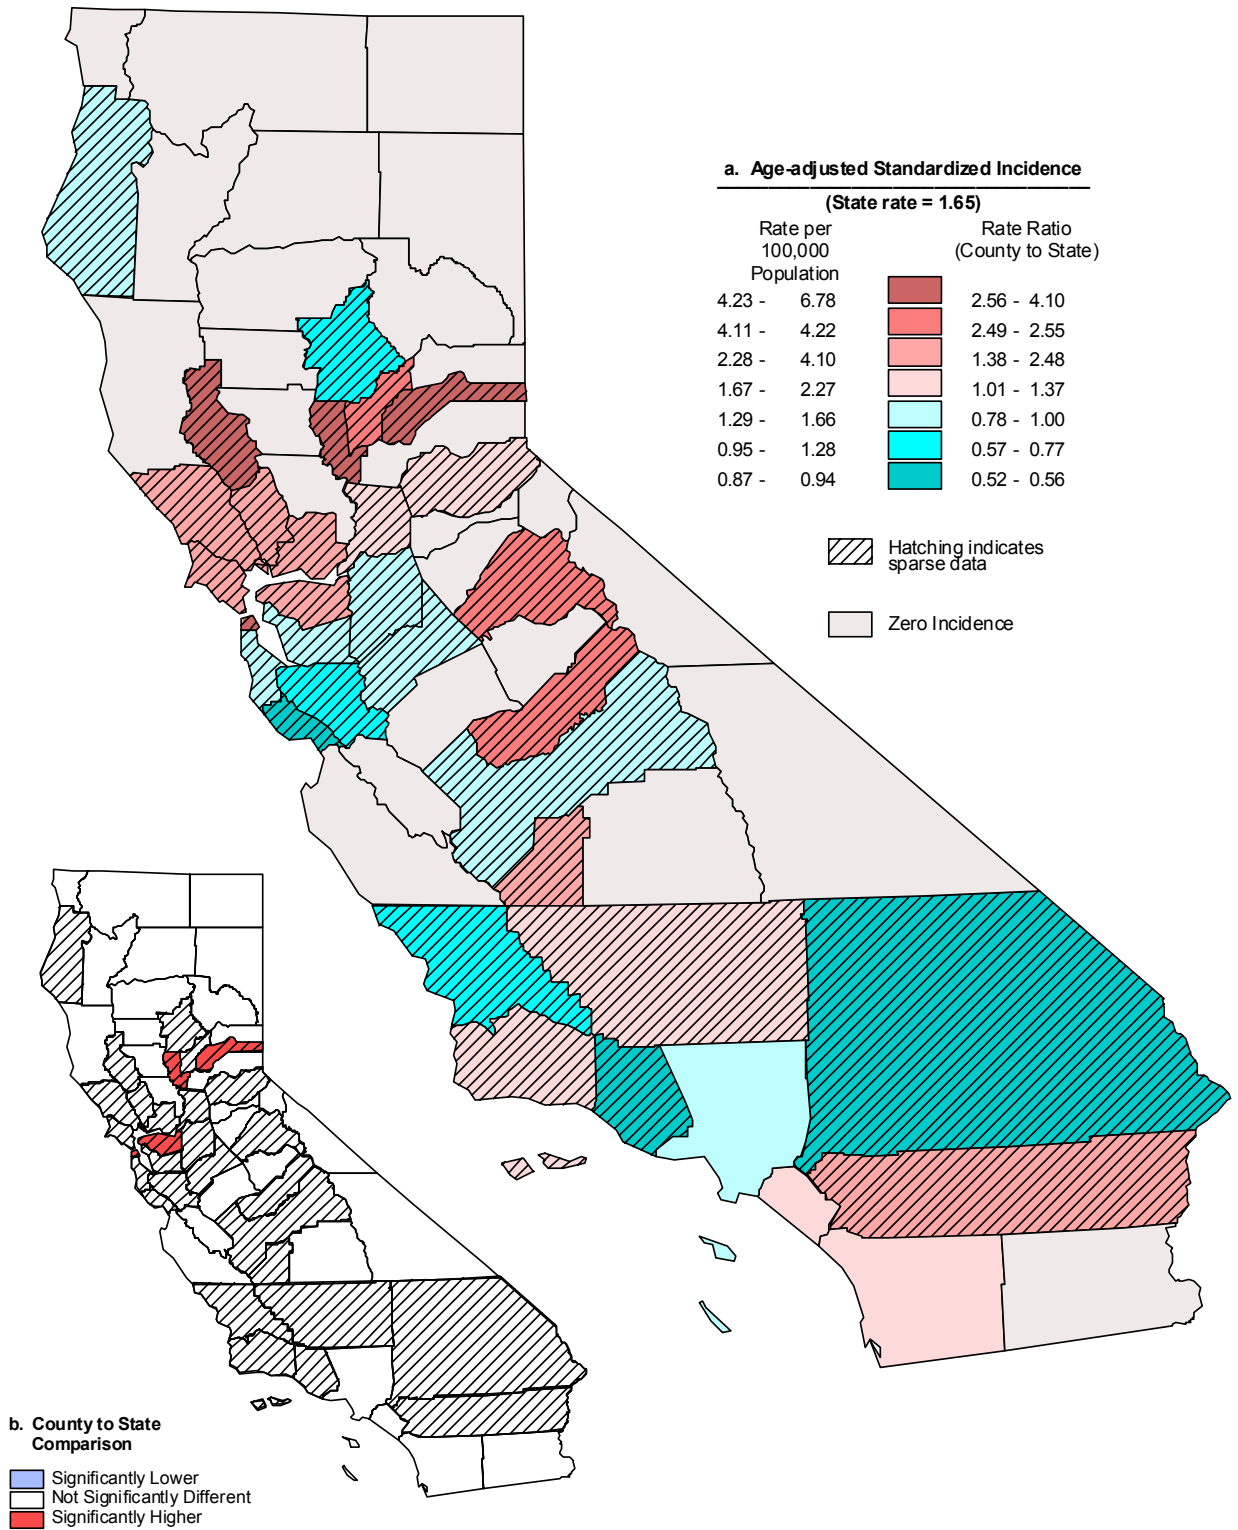 a. Age-adjusted Standardized Incidence
(State rate = 1.65)
Rate per 100,000 Population
Rate Ratio (County to State)
4.23 - 6.78 2.56 - 4.10
4.11 - 4.22 2.49 - 2.55
2.28 - 4.10 1.38 - 2.48
1.67 - 2.27 1.01 - 1.37
1.29 - 1.66 0.78 - 1.00
0.95 - 1.28 0.57 - 0.77
0.87 - 0.94 0.52 - 0.56
Hatching indicates
sparse data
Zero Incidence
b. County to State
Comparison
Significantly Lower
Not Significantly Different
Significantly Higher